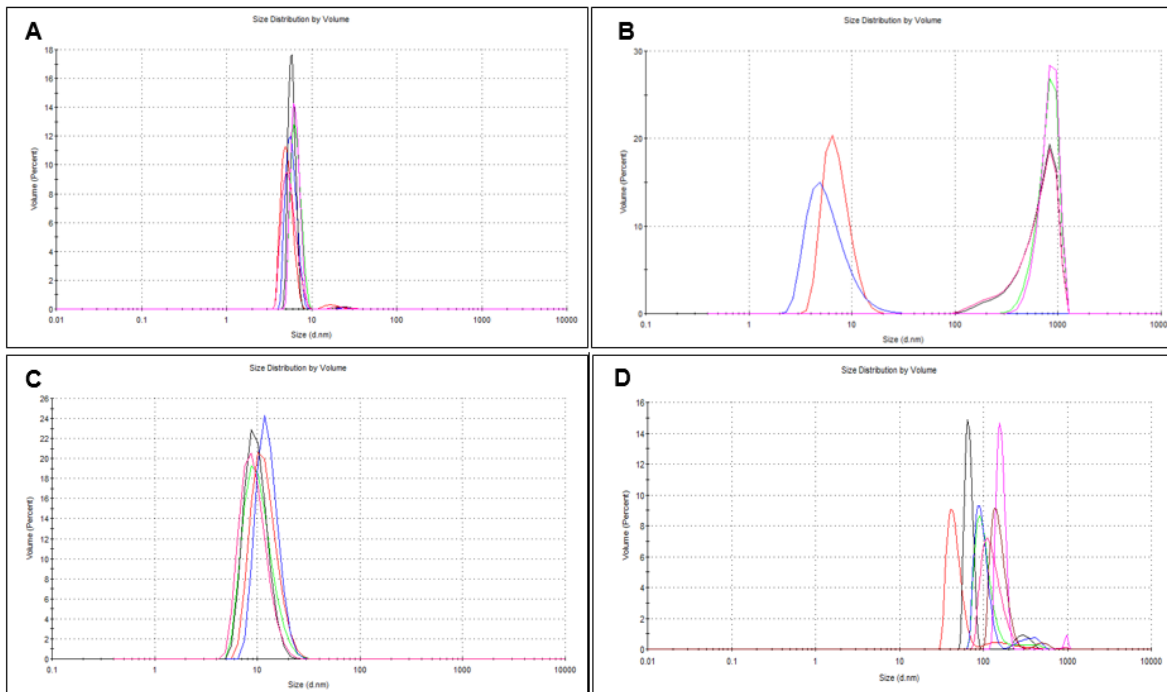 A
Size Distribution by Volume
Volume (Percent)
18
16
14
12
10
8
6
4
2
0
0.01 0.1 1 10 100 1000 10000
Size (d.nm)
B
Size Distribution by Volume
Volume (Percent)
30
20
10
0
0.1 1 10 100 1000 1000
Size (d.nm)
C
Size Distribution by Volume
Volume (Percent)
26
24
22
20
18
16
14
12
10
8
6
4
2
0
0.1 1 10 100 1000 10000
Size (d.nm)
D
Size Distribution by Volume
Volume (Percent)
16
14
12
10
8
6
4
2
0
0.01 0.1 1 10 100 1000 10000
Size (d.nm)